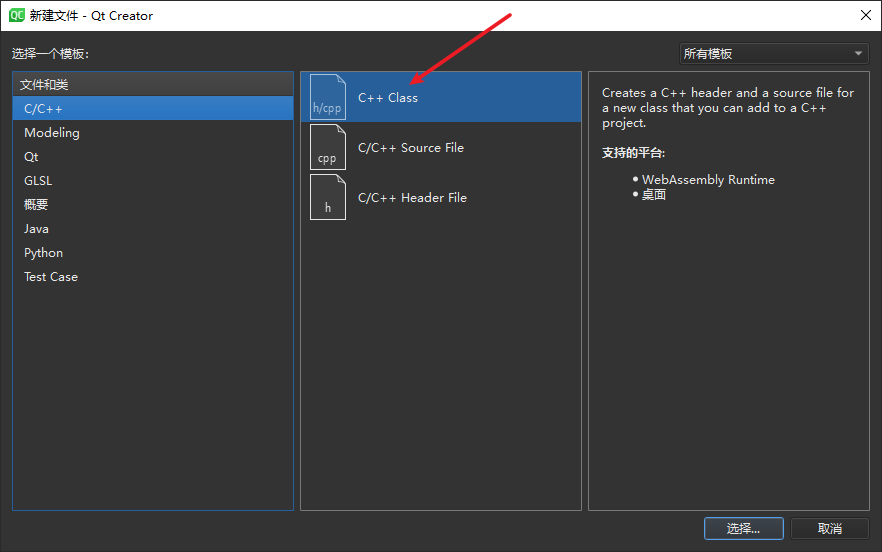 QC 新建文件 - Qt Creator
选择一个模板:
所有模板
文件和类
C/C++
Modeling
Qt
GLSL
概要
Java
Python
Test Case
h/cpp
C++ Class
cpp
C/C++ Source File
h
C/C++ Header File
Creates a C++ header and a source file for
a new class that you can add to a C++
project.
支持的平台:
• WebAssembly Runtime
• 桌面
选择...
取消